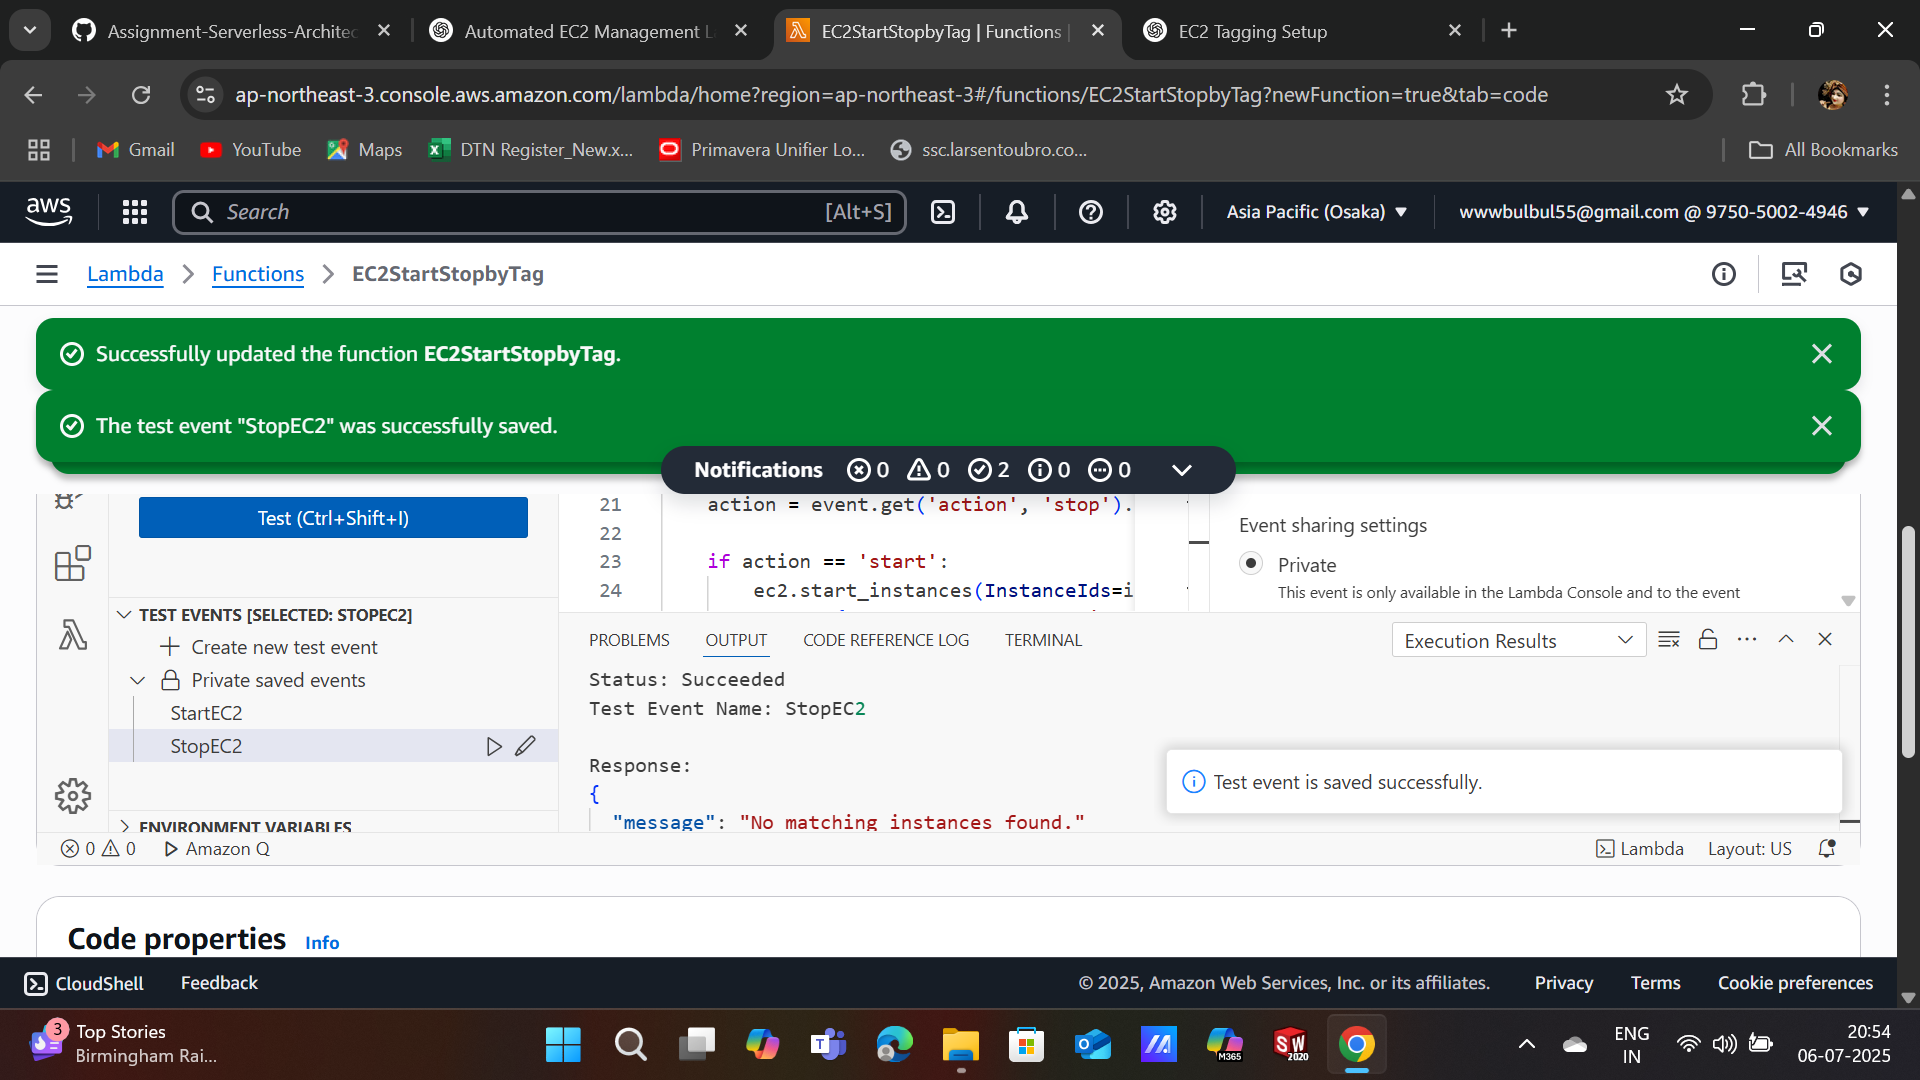 Assignment-Serverless-Architec
Automated EC2 Management L
EC2StartStopbyTag | Functions |
EC2 Tagging Setup
ap-northeast-3.console.aws.amazon.com/lambda/home?region=ap-northeast-3#/functions/EC2StartStopbyTag?newFunction=true&tab=code
Gmail
YouTube
Maps
DTN Register_New.x...
Primavera Unifier Lo...
ssc.larsentoubro.co...
All Bookmarks
aws
Search
[Alt+S]
Asia Pacific (Osaka)
wwwbulbul55@gmail.com @ 9750-5002-4946
Lambda
Functions
EC2StartStopbyTag
Successfully updated the function EC2StartStopbyTag.
The test event "StopEC2" was successfully saved.
Notifications 0 0 2 0 0
Test (Ctrl+Shift+I)
TEST EVENTS [SELECTED: STOPEC2]
Create new test event
Private saved events
StartEC2
StopEC2
ENVIRONMENT VARIABLES
21 action = event.get('action', 'stop').
22
23 if action == 'start':
24 ec2.start_instances(InstanceIds=i
Event sharing settings
Private
This event is only available in the Lambda Console and to the event
PROBLEMS
OUTPUT
CODE REFERENCE LOG
TERMINAL
Execution Results
Status: Succeeded
Test Event Name: StopEC2
Response:
{
"message": "No matching instances found."
Test event is saved successfully.
0 0 Amazon Q
Lambda
Layout: US
Code properties Info
CloudShell
Feedback
© 2025, Amazon Web Services, Inc. or its affiliates.
Privacy
Terms
Cookie preferences
3
Top Stories
Birmingham Rai...
M365
SW
2020
ENG
IN
20:54
06-07-2025